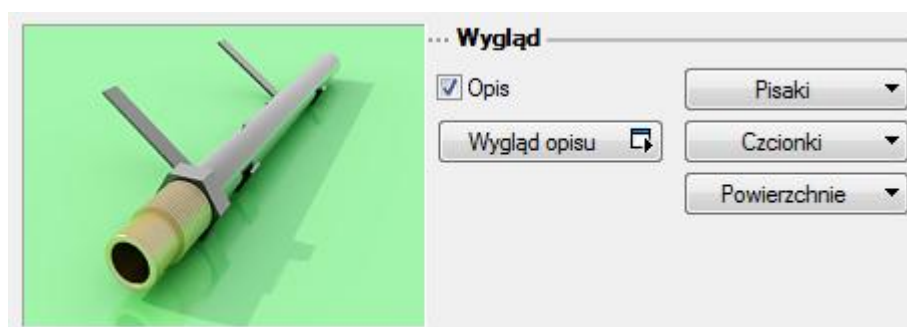 Wygląd
Opis
Pisaki
Wygląd opisu
Czcionki
Powierzchnie